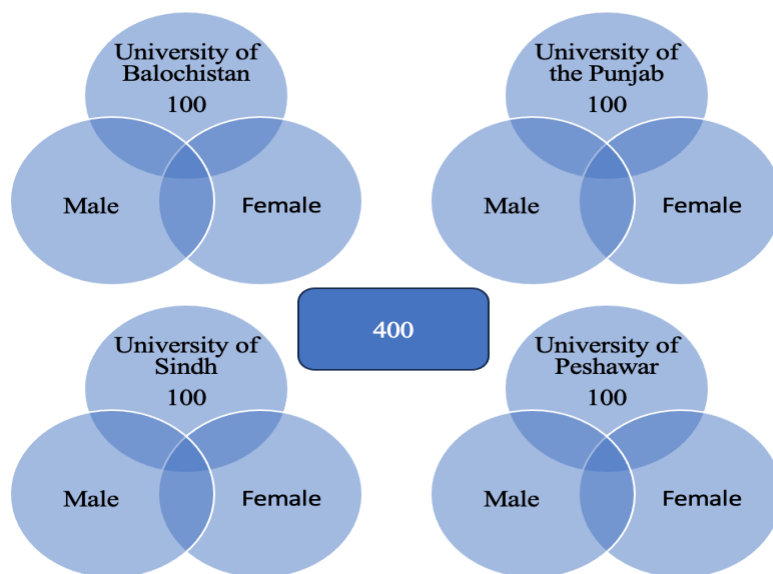 University of
Balochistan
100
Male
Female
University of
the Punjab
100
Male
Female
400
University of
Sindh
100
Male
Female
University of
Peshawar
100
Male
Female